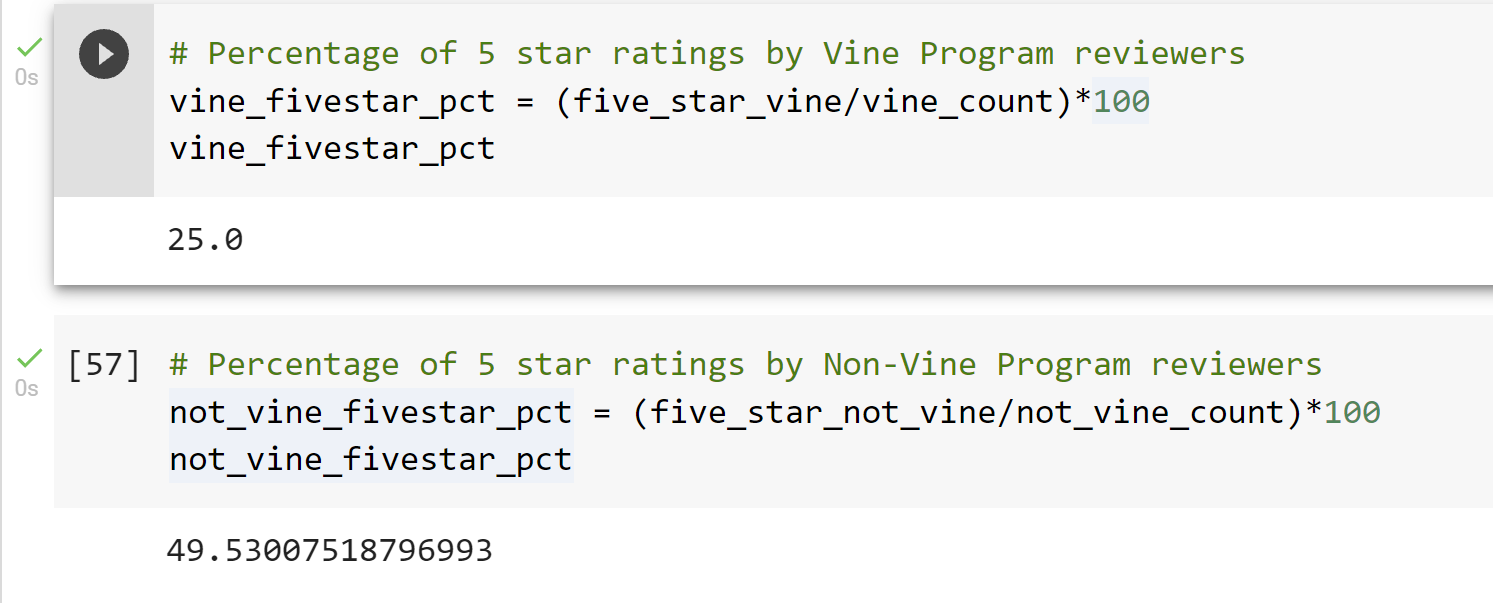 # Percentage of 5 star ratings by Vine Program reviewers
0s
vine_fivestar_pct = (five_star_vine/vine_count)*100
vine_fivestar_pct
25.0
[57] # Percentage of 5 star ratings by Non-Vine Program reviewers
0s
not_vine_fivestar_pct = (five_star_not_vine/not_vine_count)*100
not_vine_fivestar_pct
49.53007518796993